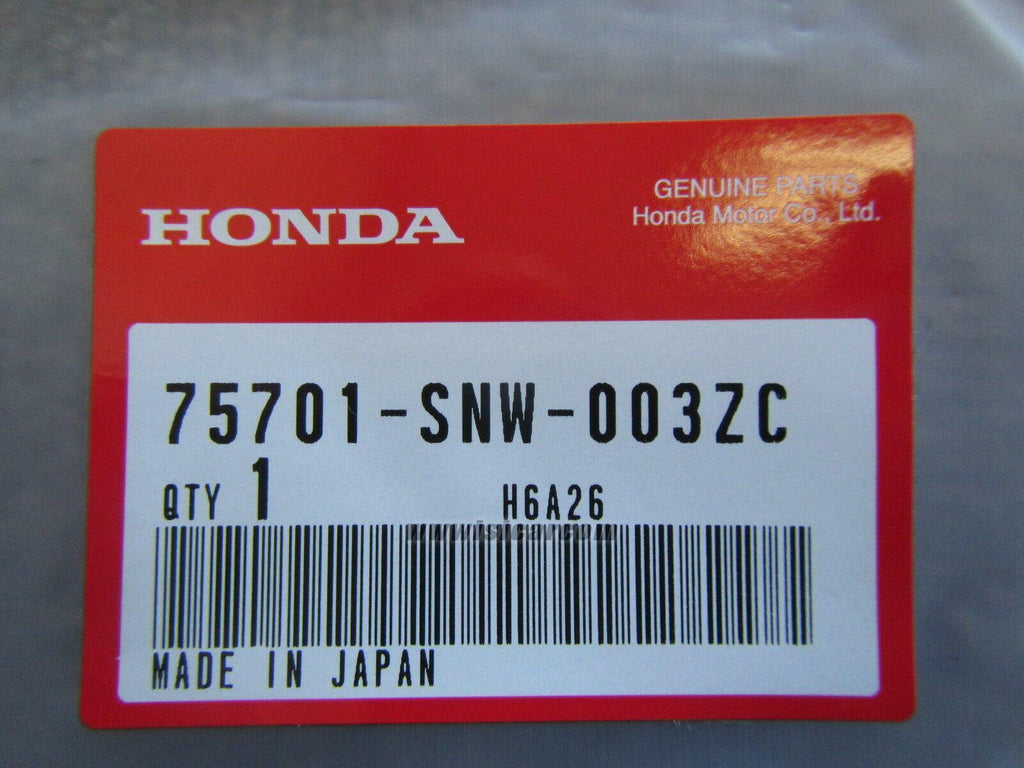 HONDA
GENUINE PARTS
Honda Motor Co., Ltd.
75701-SNW-003ZC
QTY 1 H6A26
MADE IN JAPAN